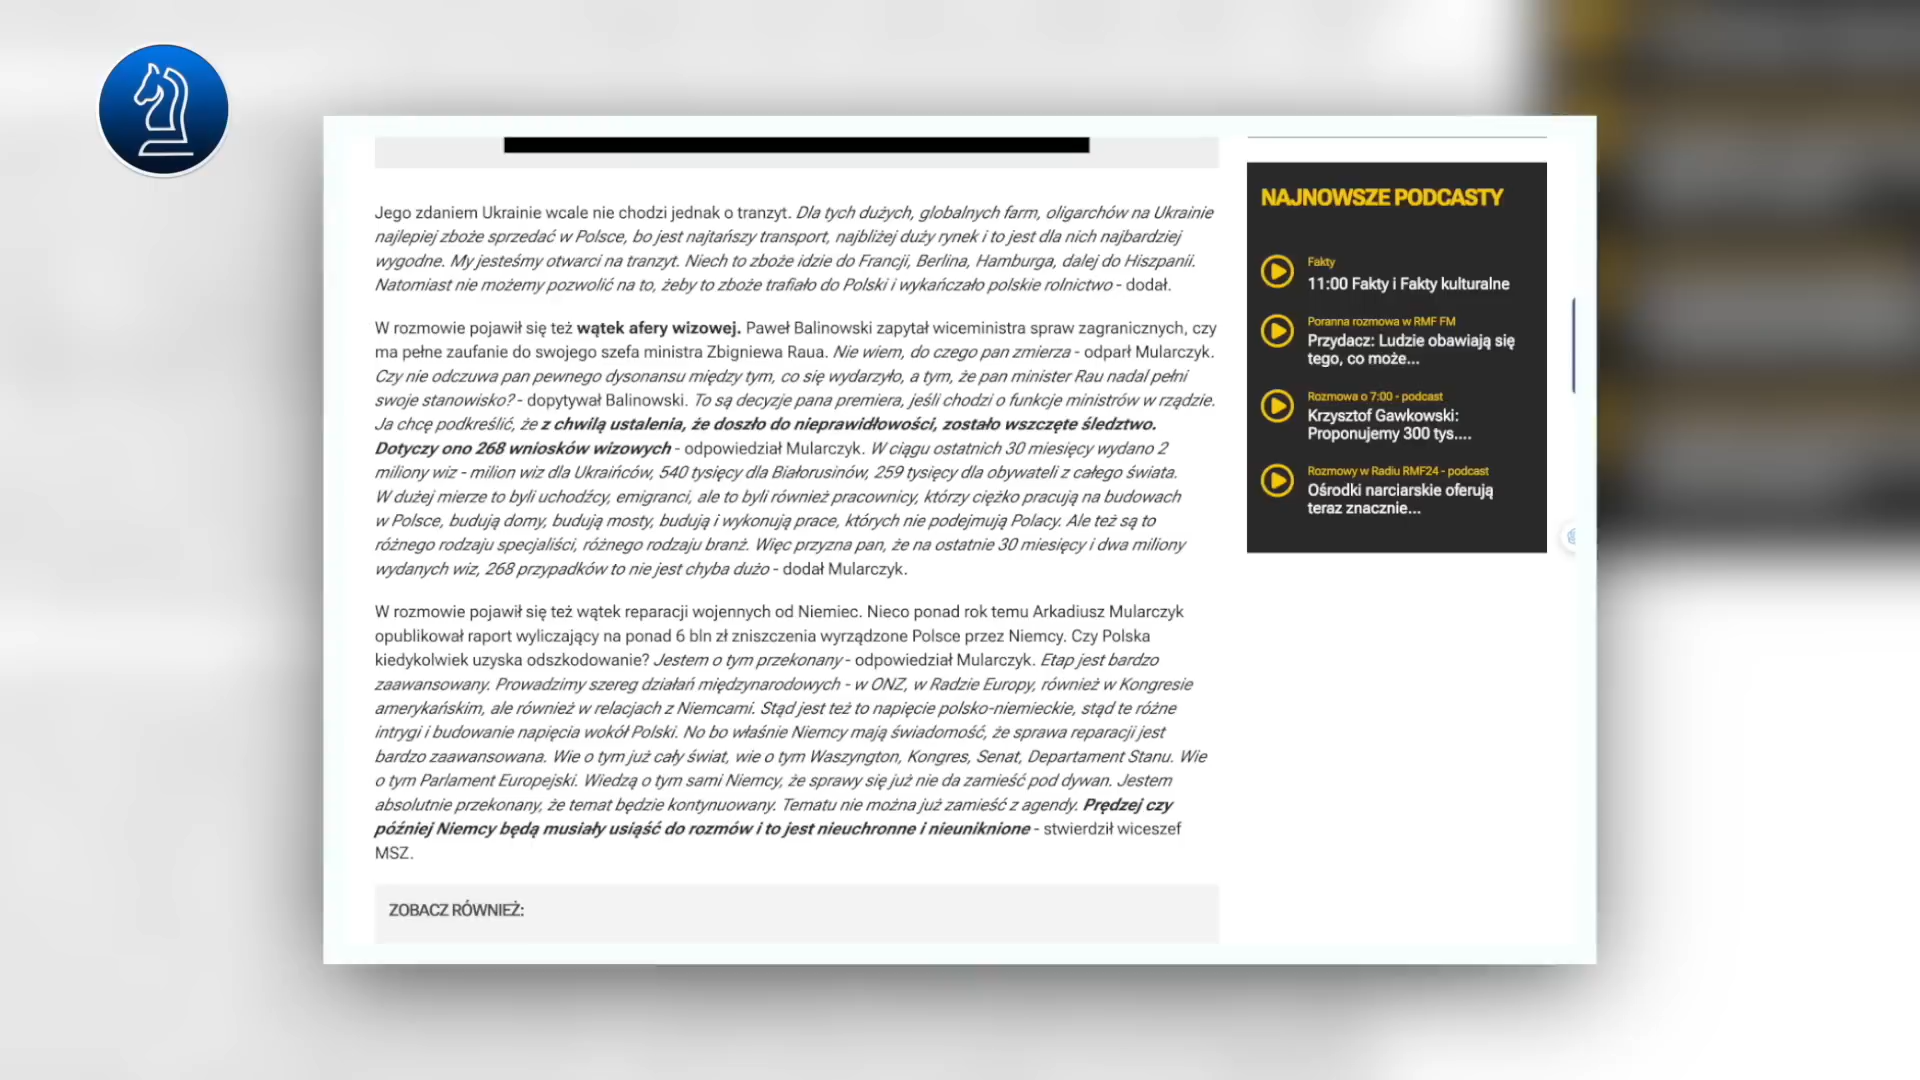 Jego zdaniem Ukrainie wcale nie chodzi jednak o tranzyt. Dla tych dużych, globalnych farm, oligarchów na Ukrainie
najlepiej zboże sprzedać w Polsce, bo jest najtańszy transport, najbliżej duży rynek i to jest dla nich najbardziej
wygodne. My jesteśmy otwarci na tranzyt. Niech to zboże idzie do Francji, Berlina, Hamburga, dalej do Hiszpanii.
Natomiast nie możemy pozwolić na to, żeby to zboże trafiało do Polski i wykańczało polskie rolnictwo - dodał.
W rozmowie pojawił się też wątek afery wizowej. Paweł Balinowski zapytał wiceministra spraw zagranicznych, czy
ma pełne zaufanie do swojego szefa ministra Zbigniewa Raua. Nie wiem, do czego pan zmierza - odparł Mularczyk.
Czy nie odczuwa pan pewnego dysonansu między tym, co się wydarzyło, a tym, że pan minister Rau nadal pełni
swoje stanowisko? - dopytywał Balinowski. To są decyzje pana premiera, jeśli chodzi o funkcje ministrów w rządzie.
Ja chcę podkreślić, że z chwilą ustalenia, że doszło do nieprawidłowości, zostało wszczęte śledztwo.
Dotyczy ono 268 wniosków wizowych - odpowiedział Mularczyk. W ciągu ostatnich 30 miesięcy wydano 2
miliony wiz - milion wiz dla Ukraińców, 540 tysięcy dla Białorusinów, 259 tysięcy dla obywateli z całego świata.
W dużej mierze to byli uchodźcy, emigranci, ale to byli również pracownicy, którzy ciężko pracują na budowach
w Polsce, budują domy, budują mosty, budują i wykonują prace, których nie podejmują Polacy. Ale też są to
różnego rodzaju specjaliści, różnego rodzaju branż. Więc przyzna pan, że na ostatnie 30 miesięcy i dwa miliony
wydanych wiz, 268 przypadków to nie jest chyba dużo - dodał Mularczyk.
W rozmowie pojawił się też wątek reparacji wojennych od Niemiec. Nieco ponad rok temu Arkadiusz Mularczyk
opublikował raport wyliczający na ponad 6 bln zł zniszczenia wyrządzone Polsce przez Niemcy. Czy Polska
kiedykolwiek uzyska odszkodowanie? Jestem o tym przekonany - odpowiedział Mularczyk. Etap jest bardzo
zaawansowany. Prowadzimy szereg działań międzynarodowych - w ONZ, w Radzie Europy, również w Kongresie
amerykańskim, ale również w relacjach z Niemcami. Stąd jest też to napięcie polsko-niemieckie, stąd te różne
intrygi i budowanie napięcia wokół Polski. No bo właśnie Niemcy mają świadomość, że sprawa reparacji jest
bardzo zaawansowana. Wie o tym już cały świat, wie o tym Waszyngton, Kongres, Senat, Departament Stanu. Wie
o tym Parlament Europejski. Wiedzą o tym sami Niemcy, że sprawy się już nie da zamieść pod dywan. Jestem
absolutnie przekonany, że temat będzie kontynuowany. Tematu nie można już zamieść z agendy. Prędzej czy
później Niemcy będą musiały usiąść do rozmów i to jest nieuchronne i nieuniknione - stwierdził wiceszef
MSZ.
ZOBACZ RÓWNIEŻ:
NAJNOWSZE PODCASTY
Fakty
11:00 Fakty i Fakty kulturalne
Poranna rozmowa w RMF FM
Przydacz: Ludzie obawiają się
tego, co może...
Rozmowa o 7:00 - podcast
Krzysztof Gawkowski:
Proponujemy 300 tys....
Rozmowy w Radiu RMF24 - podcast
Ośrodki narciarskie oferują
teraz znacznie...